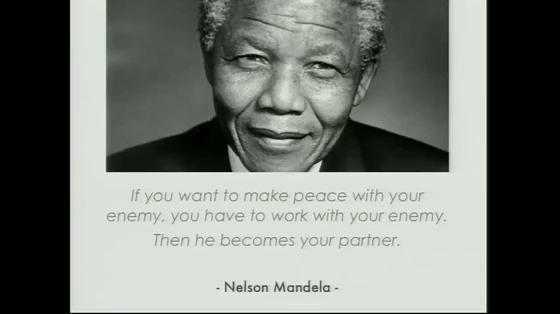 If you want to make peace with your
enemy, you have to work with your enemy.
Then he becomes your partner.
- Nelson Mandela -